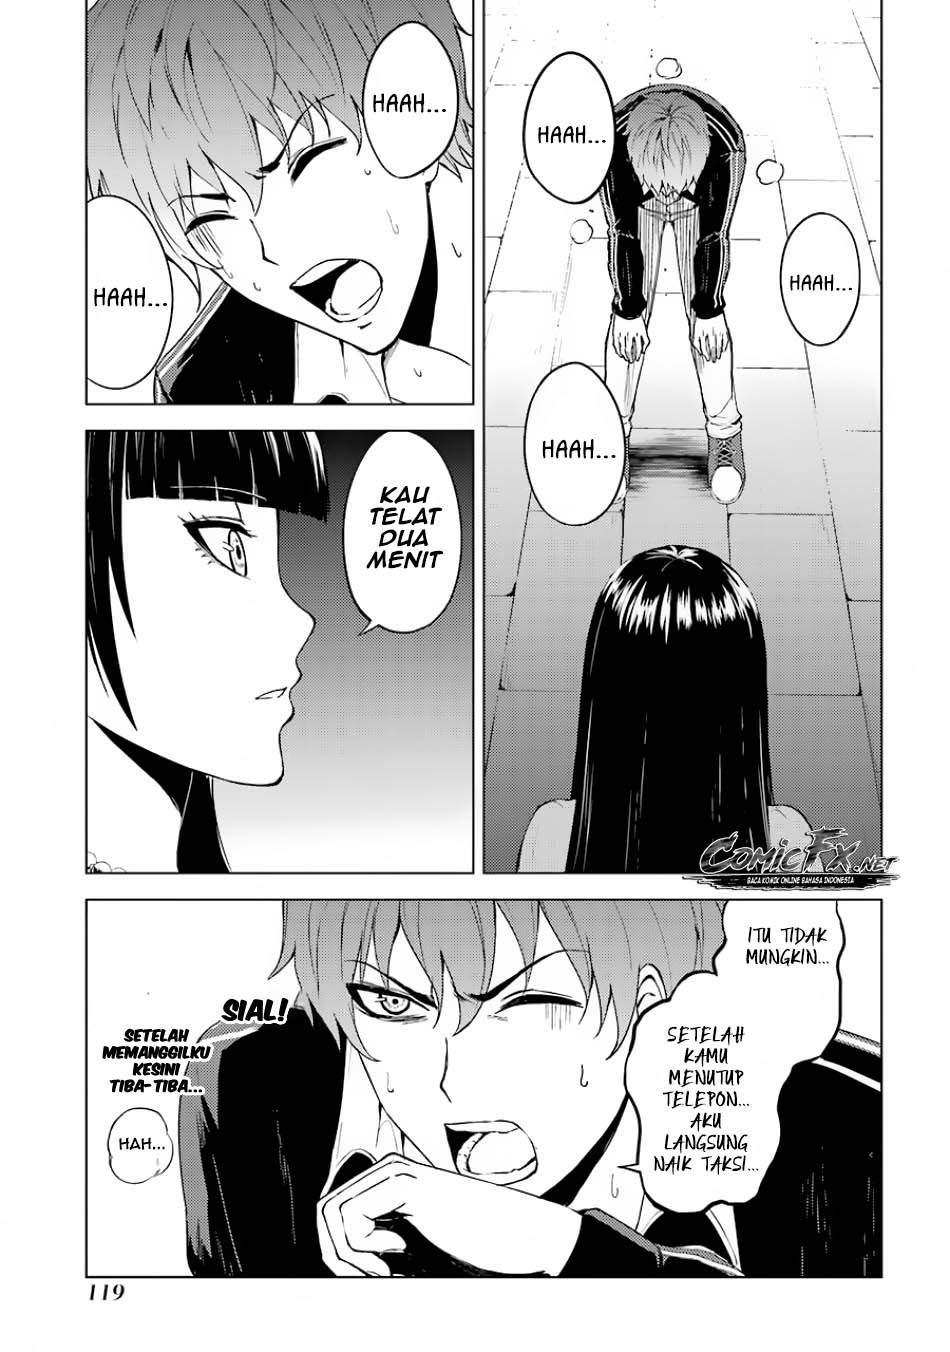 HAAH...
HAAH...
HAAH...
HAAH...
HAAH...
KAU
TELAT
DUA
MENIT
COMICFX.NET
BACA KOMIK ONLINE BAHASA INDONESIA
ITU TIDAK
MUNGKIN...
SETELAH
KAMU
MENUTUP
TELEPON...
AKU
LANGSUNG
NAIK TAKSI...
SIAL!
SETELAH
MEMANGGILKU
KESINI
TIBA-TIBA...
HAH...
119